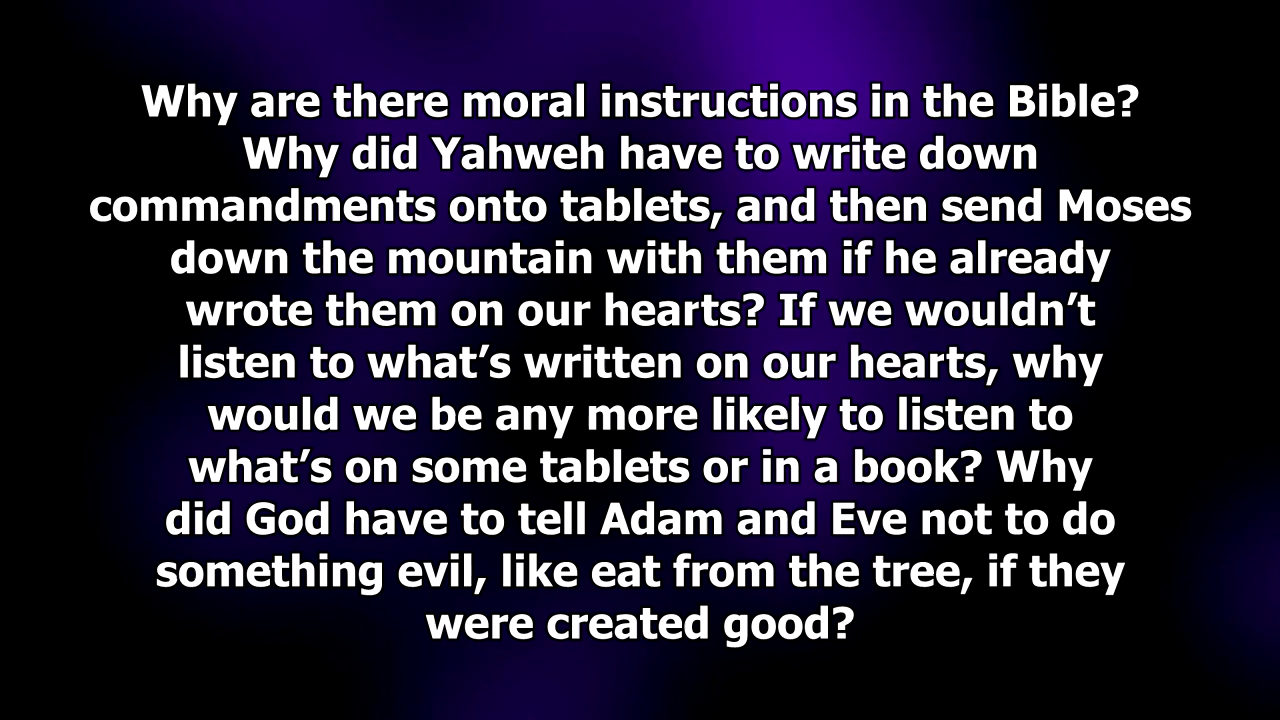 Why are there moral instructions in the Bible?
Why did Yahweh have to write down
commandments onto tablets, and then send Moses
down the mountain with them if he already
wrote them on our hearts? If we wouldn’t
listen to what’s written on our hearts, why
would we be any more likely to listen to
what’s on some tablets or in a book? Why
did God have to tell Adam and Eve not to do
something evil, like eat from the tree, if they
were created good?